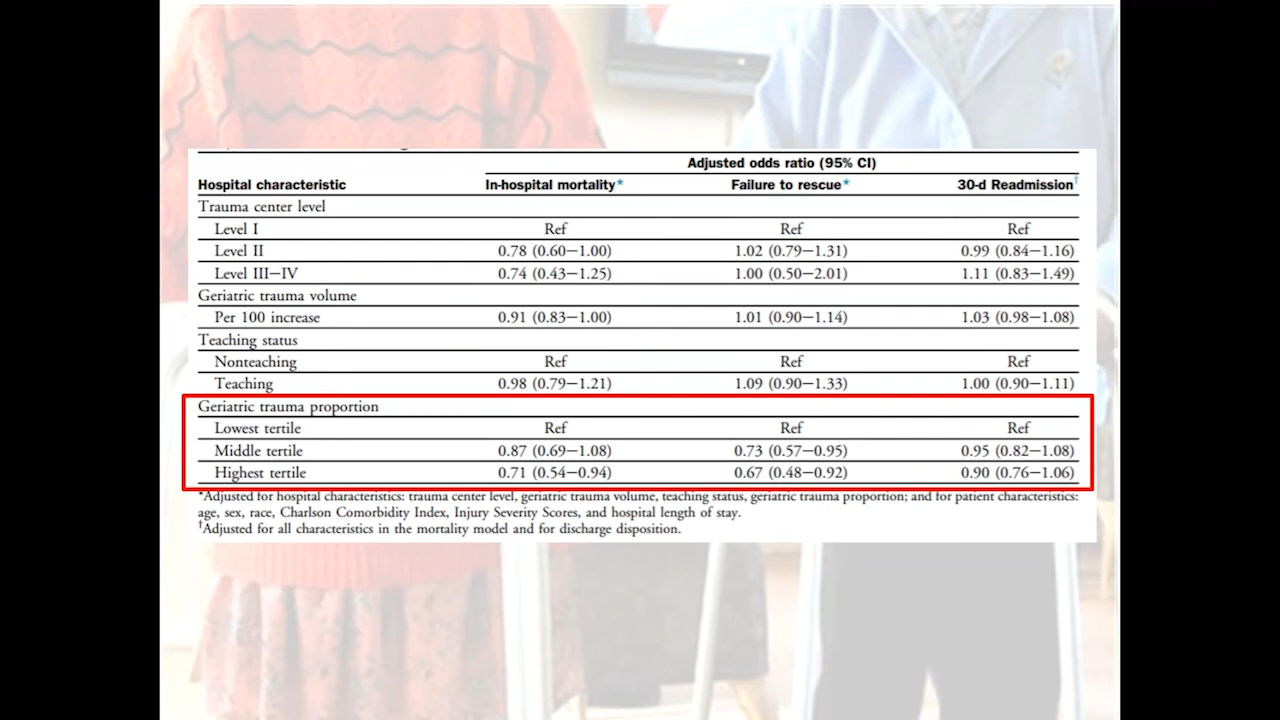 Adjusted odds ratio (95% CI)
Hospital characteristic In-hospital mortality* Failure to rescue* 30-d Readmission†
Trauma center level
Level I Ref Ref Ref
Level II 0.78 (0.60−1.00) 1.02 (0.79−1.31) 0.99 (0.84−1.16)
Level III−IV 0.74 (0.43−1.25) 1.00 (0.50−2.01) 1.11 (0.83−1.49)
Geriatric trauma volume
Per 100 increase 0.91 (0.83−1.00) 1.01 (0.90−1.14) 1.03 (0.98−1.08)
Teaching status
Nonteaching Ref Ref Ref
Teaching 0.98 (0.79−1.21) 1.09 (0.90−1.33) 1.00 (0.90−1.11)
Geriatric trauma proportion
Lowest tertile Ref Ref Ref
Middle tertile 0.87 (0.69−1.08) 0.73 (0.57−0.95) 0.95 (0.82−1.08)
Highest tertile 0.71 (0.54−0.94) 0.67 (0.48−0.92) 0.90 (0.76−1.06)
*Adjusted for hospital characteristics: trauma center level, geriatric trauma volume, teaching status, geriatric trauma proportion; and for patient characteristics:
age, sex, race, Charlson Comorbidity Index, Injury Severity Scores, and hospital length of stay.
†Adjusted for all characteristics in the mortality model and for discharge disposition.